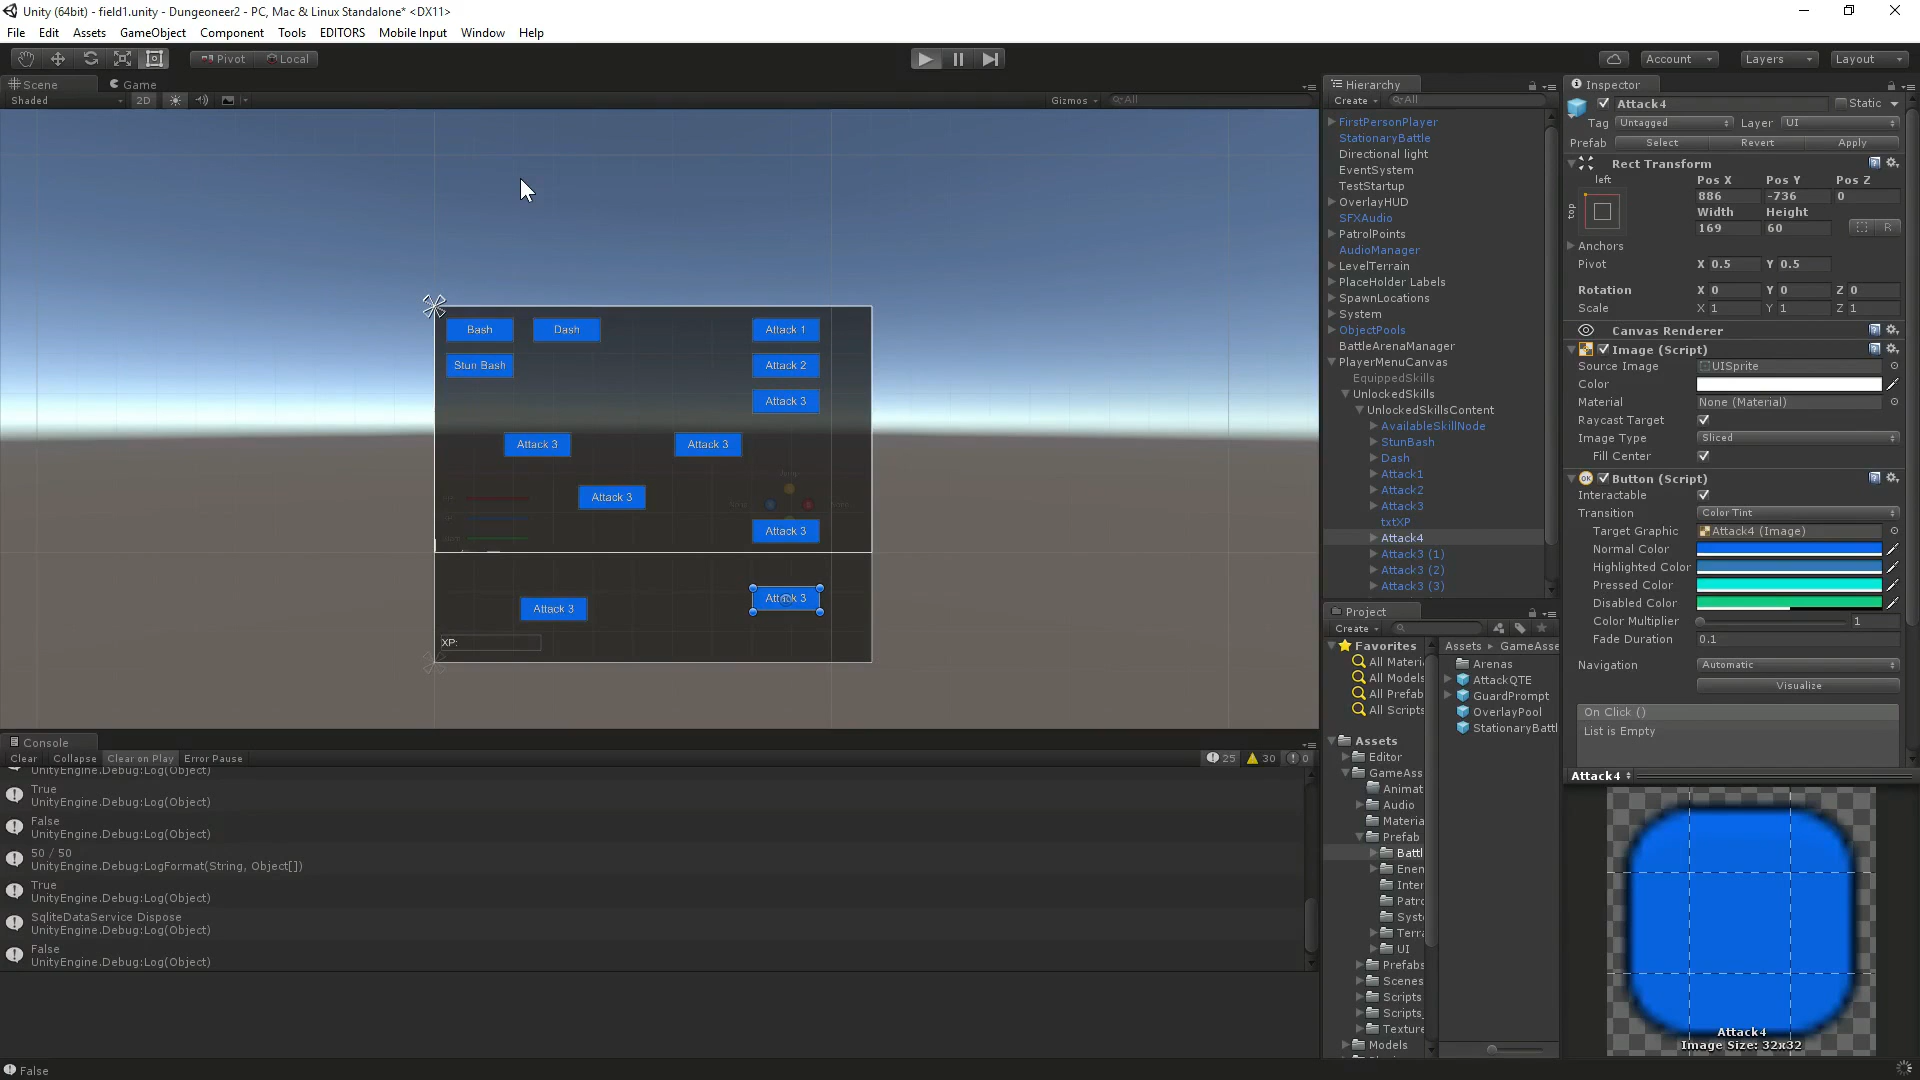 Unity (64bit) - field1.unity - Dungeoneer2 - PC, Mac & Linux Standalone* <DX11>
File Edit Assets GameObject Component Tools EDITORS Mobile Input Window Help
Pivot Local Account Layers Layout
Scene Game
Shaded 2D Gizmos All
Bash Dash Attack 1
Stun Bash Attack 2
Attack 3
Attack 3 Attack 3
Attack 3
Attack 3
Attack 3
Attack 3
XP:
Console
Clear Collapse Clear on Play Error Pause 25 30 0
UnityEngine.Debug:Log(Object)
True
UnityEngine.Debug:Log(Object)
False
UnityEngine.Debug:Log(Object)
50 / 50
UnityEngine.Debug:LogFormat(String, Object[])
True
UnityEngine.Debug:Log(Object)
SqliteDataService Dispose
UnityEngine.Debug:Log(Object)
False
UnityEngine.Debug:Log(Object)
False
Hierarchy
Create All
FirstPersonPlayer
StationaryBattle
Directional light
EventSystem
TestStartup
OverlayHUD
SFXAudio
PatrolPoints
AudioManager
LevelTerrain
PlaceHolder Labels
SpawnLocations
System
ObjectPools
BattleArenaManager
PlayerMenuCanvas
EquippedSkills
UnlockedSkills
UnlockedSkillsContent
AvailableSkillNode
StunBash
Dash
Attack1
Attack2
Attack3
txtXP
Attack4
Attack3 (1)
Attack3 (2)
Attack3 (3)
Project
Create
Favorites
All Materi
All Models
All Prefab
All Scripts
Assets
Editor
GameAss
Animat
Audio
Materia
Prefab
Battl
Enen
Inter
Patro
Syst
Terra
UI
Prefabs
Scenes
Scripts
Scripts_
Texture
Models
Assets GameAsse
Arenas
AttackQTE
GuardPrompt
OverlayPool
StationaryBattl
Inspector
Attack4 Static
Tag Untagged Layer UI
Prefab Select Revert Apply
Rect Transform
left Pos X Pos Y Pos Z
top 886 -736 0
Width Height
169 60 R
Anchors
Pivot X 0.5 Y 0.5
Rotation X 0 Y 0 Z 0
Scale X 1 Y 1 Z 1
Canvas Renderer
Image (Script)
Source Image UISprite
Color
Material None (Material)
Raycast Target
Image Type Sliced
Fill Center
Button (Script)
Interactable
Transition Color Tint
Target Graphic Attack4 (Image)
Normal Color
Highlighted Color
Pressed Color
Disabled Color
Color Multiplier 1
Fade Duration 0.1
Navigation Automatic
Visualize
On Click ()
List is Empty
Attack4
Attack4
Image Size: 32x32